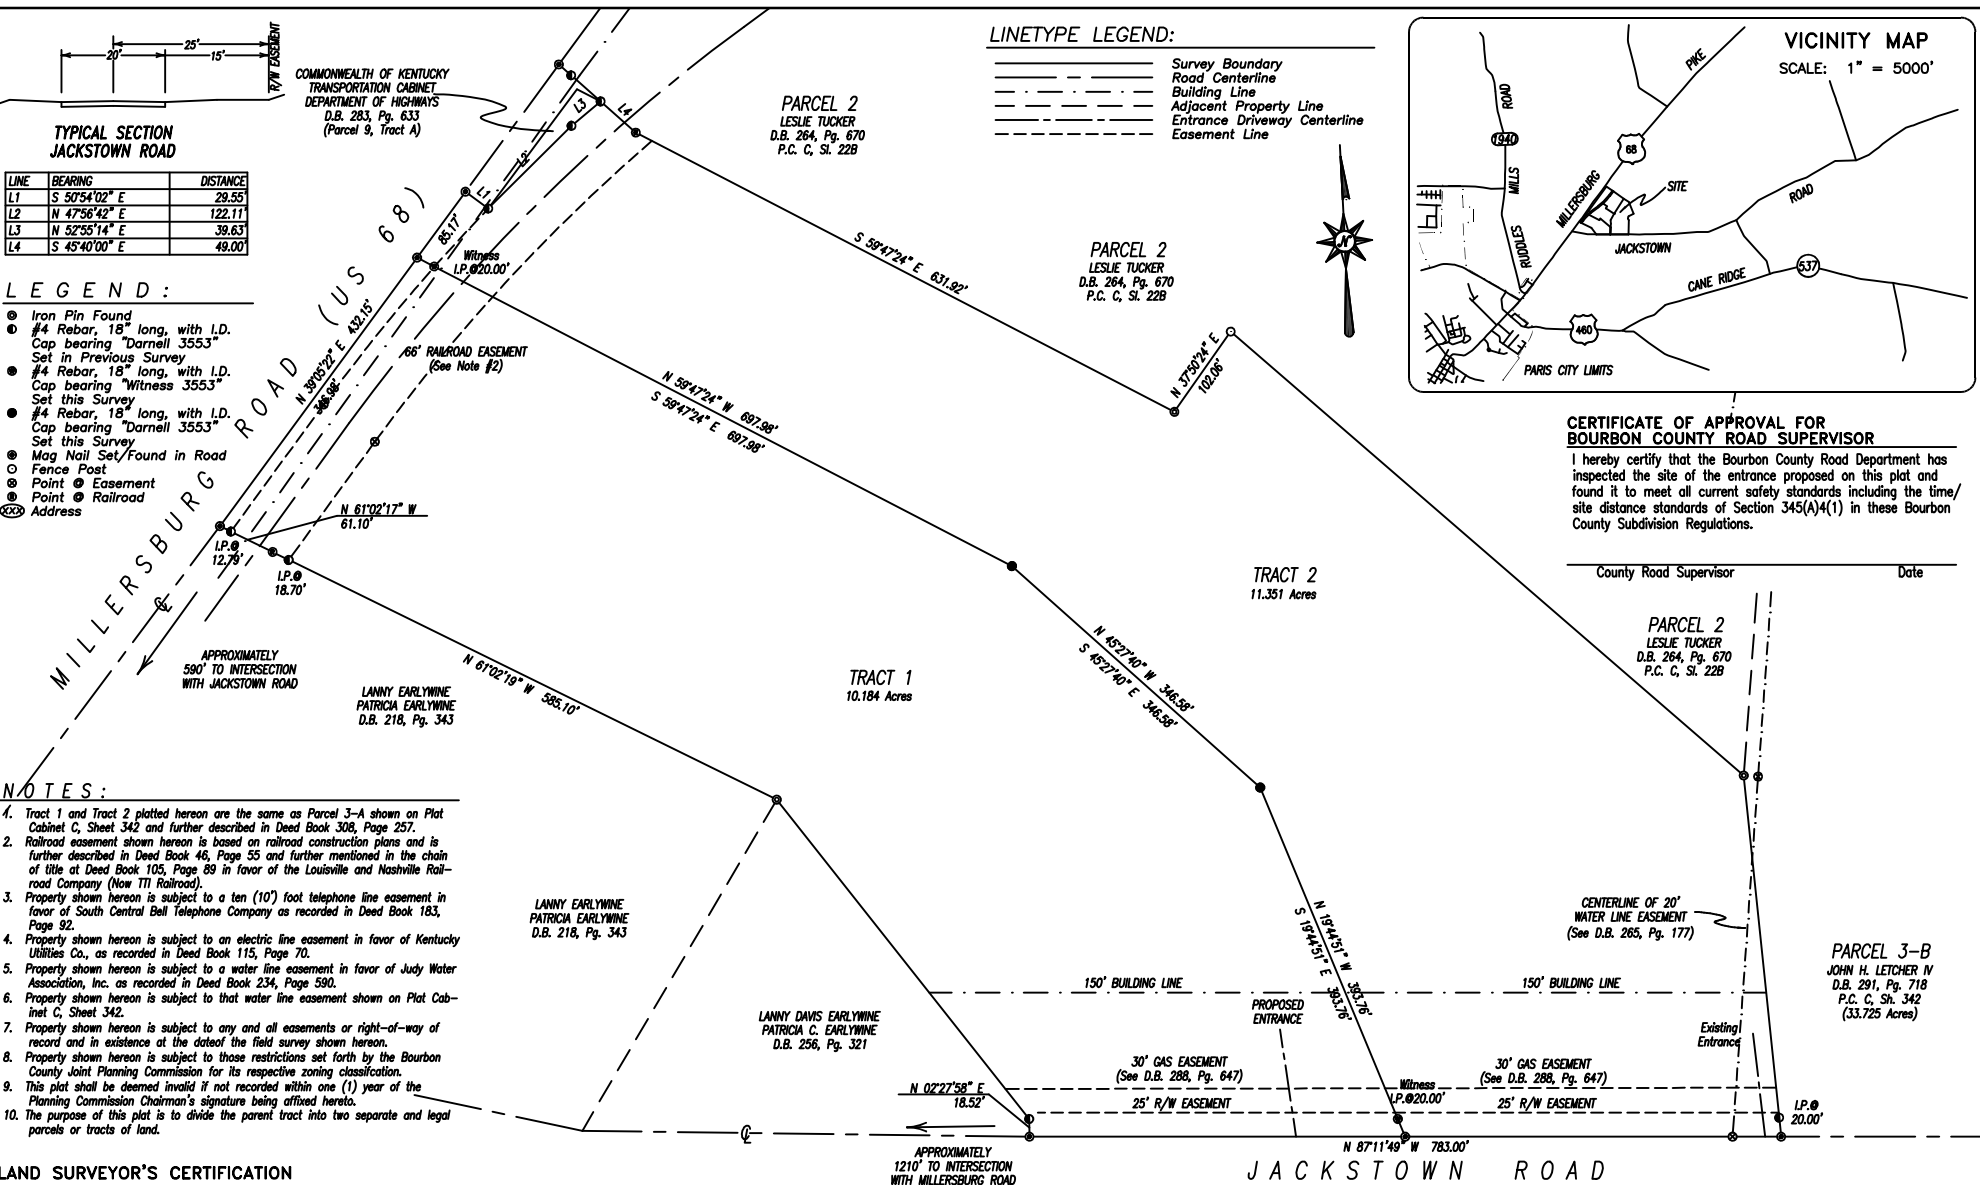 25'
20'
15'
R/W EASEMENT
TYPICAL SECTION
JACKSTOWN ROAD
LINE BEARING DISTANCE
L1 S 50°54'02" E 29.55'
L2 N 47°56'42" E 122.11'
L3 N 52°55'14" E 39.63'
L4 S 45°40'00" E 49.00'
LEGEND:
Iron Pin Found
#4 Rebar, 18" long, with I.D.
Cap bearing "Darnell 3553"
Set in Previous Survey
#4 Rebar, 18" long, with I.D.
Cap bearing "Witness 3553"
Set this Survey
#4 Rebar, 18" long, with I.D.
Cap bearing "Darnell 3553"
Set this Survey
Mag Nail Set/Found in Road
Fence Post
Point @ Easement
Point @ Railroad
XXX Address
COMMONWEALTH OF KENTUCKY
TRANSPORTATION CABINET
DEPARTMENT OF HIGHWAYS
D.B. 283, Pg. 633
(Parcel 9, Tract A)
L3
L4
L2
L1
85.17'
Witness
I.P.@20.00'
MILLERSBURG ROAD (US 68)
N 39°05'22" E 432.15'
346.98'
66' RAILROAD EASEMENT
(See Note #2)
N 61°02'17" W
61.10'
I.P.@
12.79'
I.P.@
18.70'
APPROXIMATELY
590' TO INTERSECTION
WITH JACKSTOWN ROAD
LANNY EARLYWINE
PATRICIA EARLYWINE
D.B. 218, Pg. 343
N 61°02'19" W 585.10'
PARCEL 2
LESLIE TUCKER
D.B. 264, Pg. 670
P.C. C, Sl. 22B
S 59°47'24" E 631.92'
PARCEL 2
LESLIE TUCKER
D.B. 264, Pg. 670
P.C. C, Sl. 22B
N 37°50'24" E
102.06'
N 59°47'24" W 697.98'
S 59°47'24" E 697.98'
LINETYPE LEGEND:
Survey Boundary
Road Centerline
Building Line
Adjacent Property Line
Entrance Driveway Centerline
Easement Line
N
VICINITY MAP
SCALE: 1" = 5000'
PIKE
ROAD
1940
MILLS
RUDDLES
68
MILLERSBURG
SITE
ROAD
JACKSTOWN
CANE RIDGE
537
460
PARIS CITY LIMITS
CERTIFICATE OF APPROVAL FOR
BOURBON COUNTY ROAD SUPERVISOR
I hereby certify that the Bourbon County Road Department has
inspected the site of the entrance proposed on this plat and
found it to meet all current safety standards including the time/
site distance standards of Section 345(A)4(1) in these Bourbon
County Subdivision Regulations.
County Road Supervisor Date
TRACT 2
11.351 Acres
TRACT 1
10.184 Acres
N 45°27'40" W 346.58'
S 45°27'40" E 346.58'
PARCEL 2
LESLIE TUCKER
D.B. 264, Pg. 670
P.C. C, Sl. 22B
NOTES:
1. Tract 1 and Tract 2 platted hereon are the same as Parcel 3-A shown on Plat
Cabinet C, Sheet 342 and further described in Deed Book 308, Page 257.
2. Railroad easement shown hereon is based on railroad construction plans and is
further described in Deed Book 46, Page 55 and further mentioned in the chain
of title at Deed Book 105, Page 89 in favor of the Louisville and Nashville Rail-
road Company (Now TTI Railroad).
3. Property shown hereon is subject to a ten (10') foot telephone line easement in
favor of South Central Bell Telephone Company as recorded in Deed Book 183,
Page 92.
4. Property shown hereon is subject to an electric line easement in favor of Kentucky
Utilities Co., as recorded in Deed Book 115, Page 70.
5. Property shown hereon is subject to a water line easement in favor of Judy Water
Association, Inc. as recorded in Deed Book 234, Page 590.
6. Property shown hereon is subject to that water line easement shown on Plat Cab-
inet C, Sheet 342.
7. Property shown hereon is subject to any and all easements or right-of-way of
record and in existence at the dateof the field survey shown hereon.
8. Property shown hereon is subject to those restrictions set forth by the Bourbon
County Joint Planning Commission for its respective zoning classifcation.
9. This plat shall be deemed invalid if not recorded within one (1) year of the
Planning Commission Chairman's signature being affixed hereto.
10. The purpose of this plat is to divide the parent tract into two separate and legal
parcels or tracts of land.
LAND SURVEYOR'S CERTIFICATION
LANNY EARLYWINE
PATRICIA EARLYWINE
D.B. 218, Pg. 343
LANNY DAVIS EARLYWINE
PATRICIA C. EARLYWINE
D.B. 256, Pg. 321
N 02°27'58" E
18.52'
APPROXIMATELY
1210' TO INTERSECTION
WITH MILLERSBURG ROAD
150' BUILDING LINE
150' BUILDING LINE
PROPOSED
ENTRANCE
N 19°44'51" W 393.76'
S 19°44'51" E 393.76'
30' GAS EASEMENT
(See D.B. 288, Pg. 647)
30' GAS EASEMENT
(See D.B. 288, Pg. 647)
25' R/W EASEMENT
25' R/W EASEMENT
Witness
I.P.@20.00'
N 87°11'49" W 783.00'
JACKSTOWN ROAD
CENTERLINE OF 20'
WATER LINE EASEMENT
(See D.B. 265, Pg. 177)
Existing
Entrance
PARCEL 3-B
JOHN H. LETCHER IV
D.B. 291, Pg. 718
P.C. C, Sh. 342
(33.725 Acres)
I.P.@
20.00'